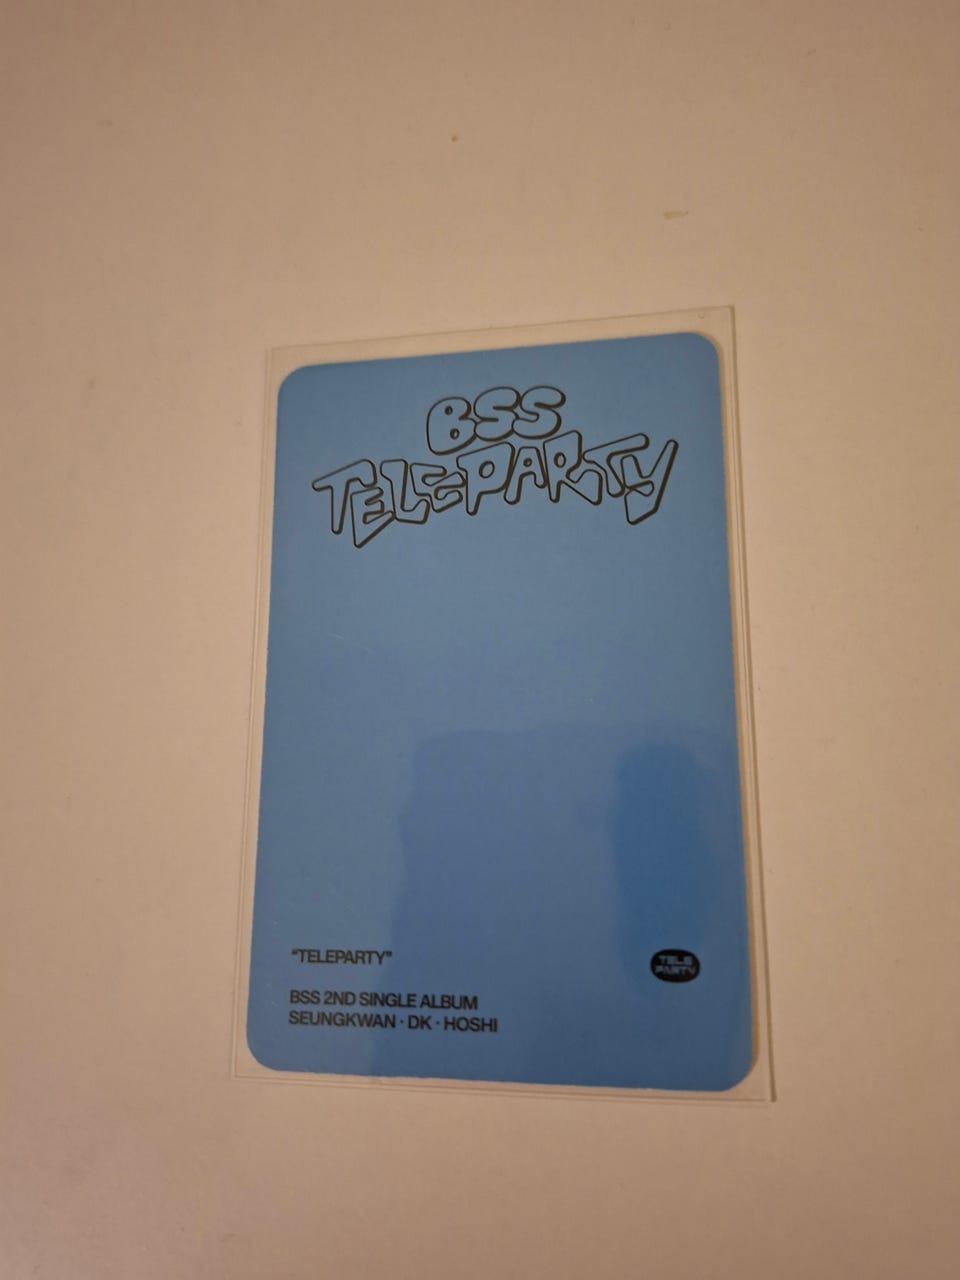 BSS
TELEPARTY
"TELEPARTY"
BSS 2ND SINGLE ALBUM
SEUNGKWAN · DK · HOSHI
TELE
PARTY